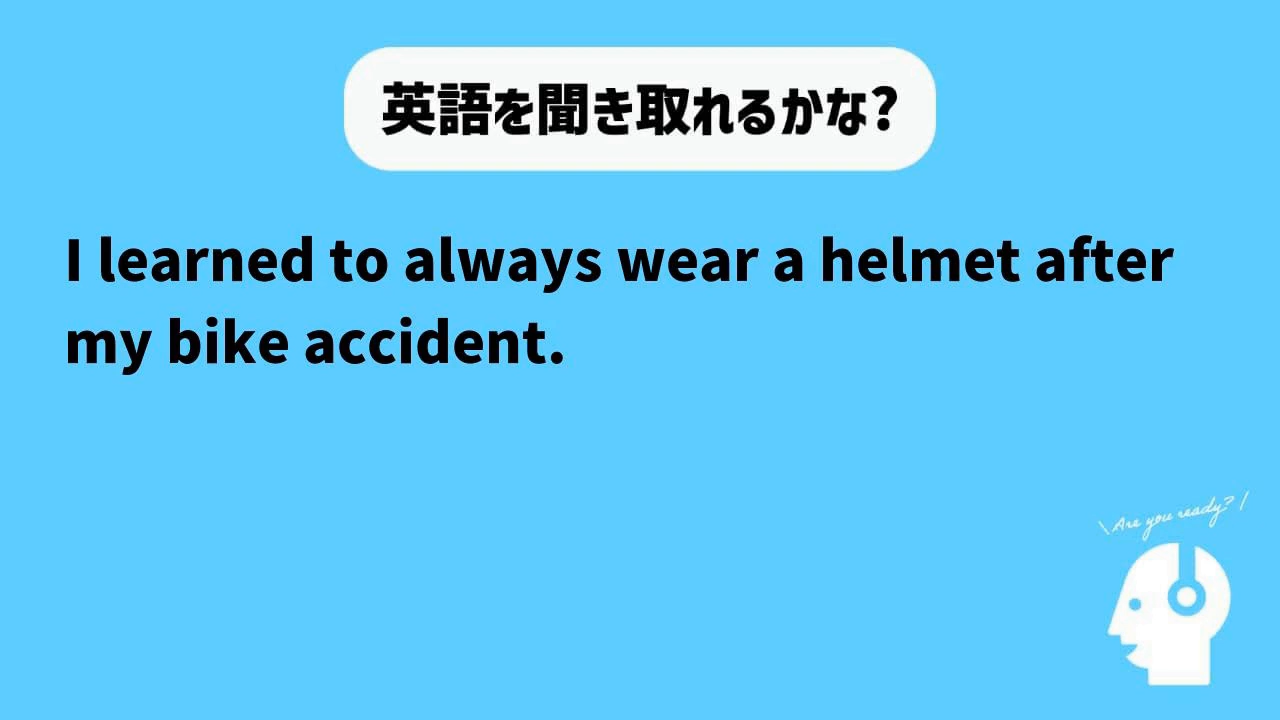 英語を聞き取れるかな?
I learned to always wear a helmet after
my bike accident.
\Are you ready?/